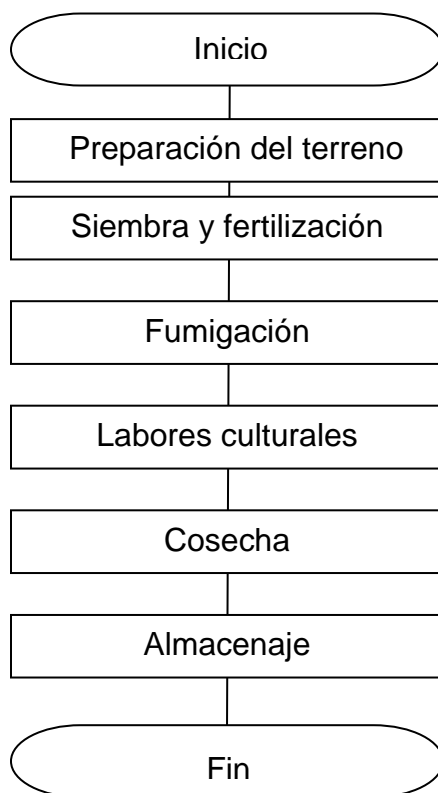 Inicio
Preparación del terreno
Siembra y fertilización
Fumigación
Labores culturales
Cosecha
Almacenaje
Fin